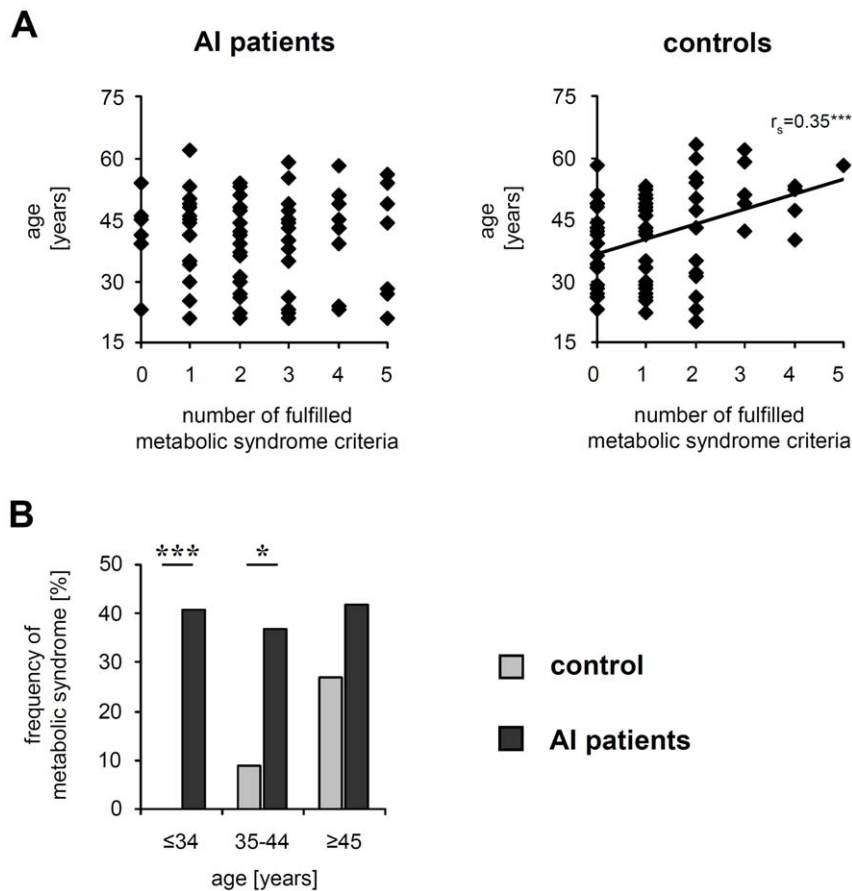 A
AI patients
controls
75
60
45
30
15
age
[years]
0 1 2 3 4 5
number of fulfilled
metabolic syndrome criteria
75
60
45
30
15
age
[years]
r_s=0.35***
0 1 2 3 4 5
number of fulfilled
metabolic syndrome criteria
B
50
40
30
20
10
0
frequency of
metabolic syndrome [%]
*** *
≤34 35-44 ≥45
age [years]
control
AI patients